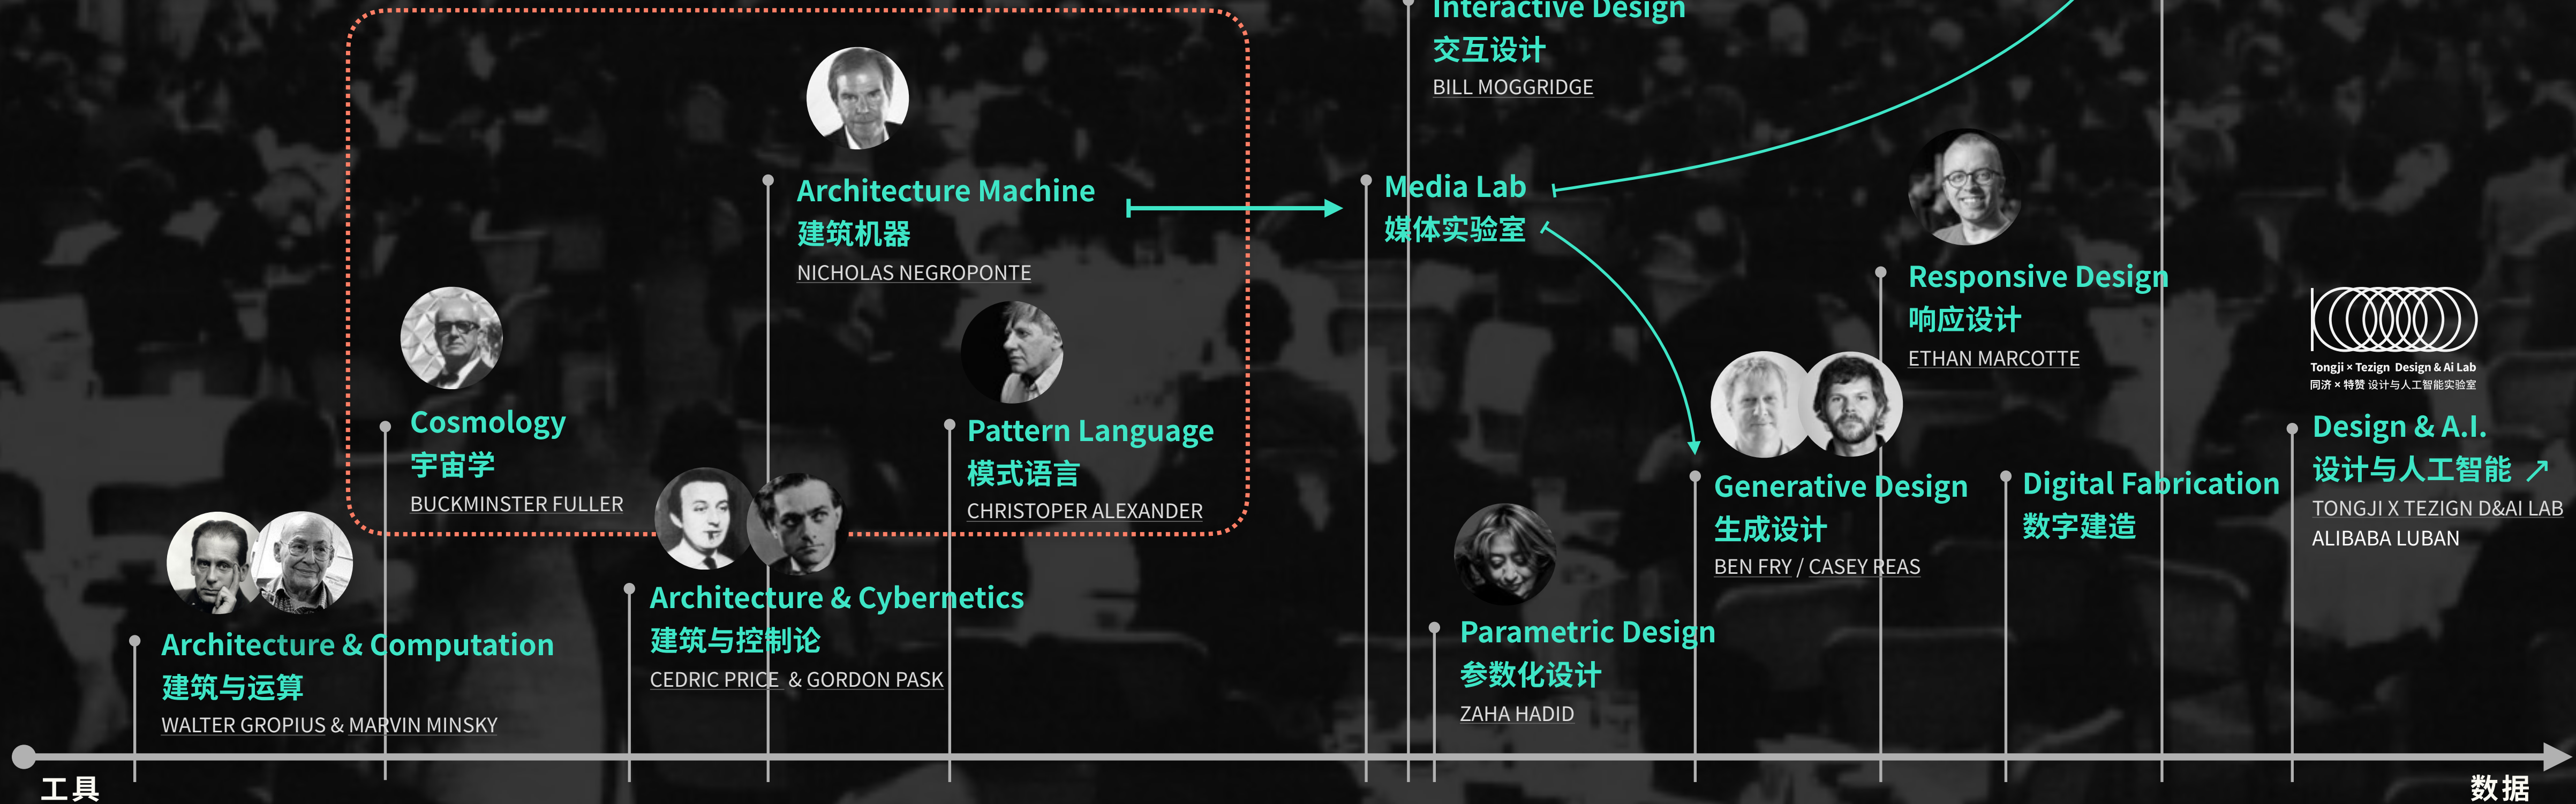 Interactive Design
交互设计
BILL MOGGRIDGE
Architecture Machine
建筑机器
NICHOLAS NEGROPONTE
Media Lab
媒体实验室
Responsive Design
响应设计
ETHAN MARCOTTE
Cosmology
宇宙学
BUCKMINSTER FULLER
Pattern Language
模式语言
CHRISTOPER ALEXANDER
Tongji × Tezign Design & Ai Lab
同济 × 特赞 设计与人工智能实验室
Design & A.I.
设计与人工智能 ↗
TONGJI X TEZIGN D&AI LAB
ALIBABA LUBAN
Generative Design
生成设计
BEN FRY / CASEY REAS
Digital Fabrication
数字建造
Architecture & Cybernetics
建筑与控制论
CEDRIC PRICE & GORDON PASK
Parametric Design
参数化设计
ZAHA HADID
Architecture & Computation
建筑与运算
WALTER GROPIUS & MARVIN MINSKY
工具
数据